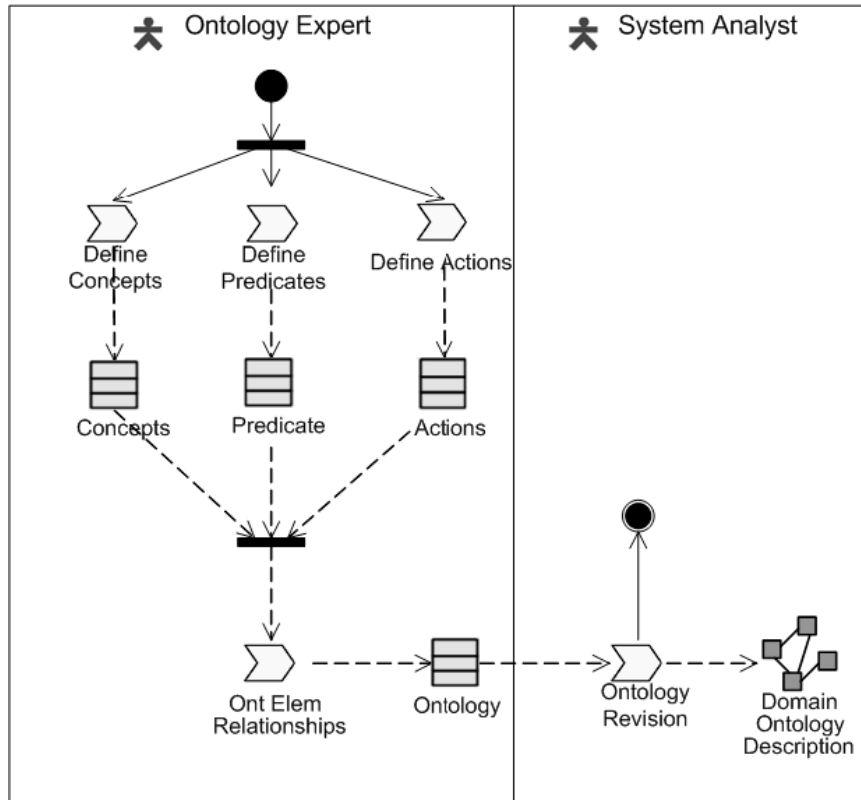 Ontology Expert
System Analyst
Define
Concepts
Define
Predicates
Define Actions
Concepts
Predicate
Actions
Ont Elem
Relationships
Ontology
Ontology
Revision
Domain
Ontology
Description